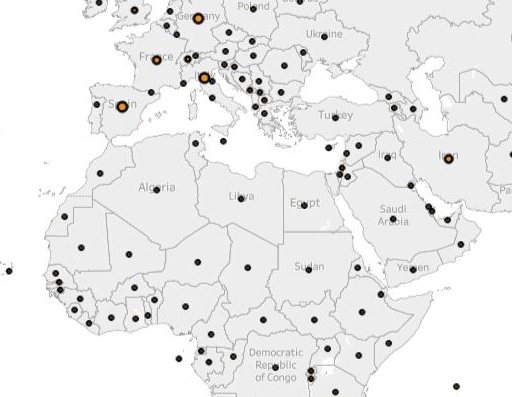 Germany
Poland
Ukraine
France
Spain
Turkey
Iraq
Iran
Algeria
Libya
Egypt
Saudi
Arabia
Sudan
Yemen
Democratic
Republic
of Congo